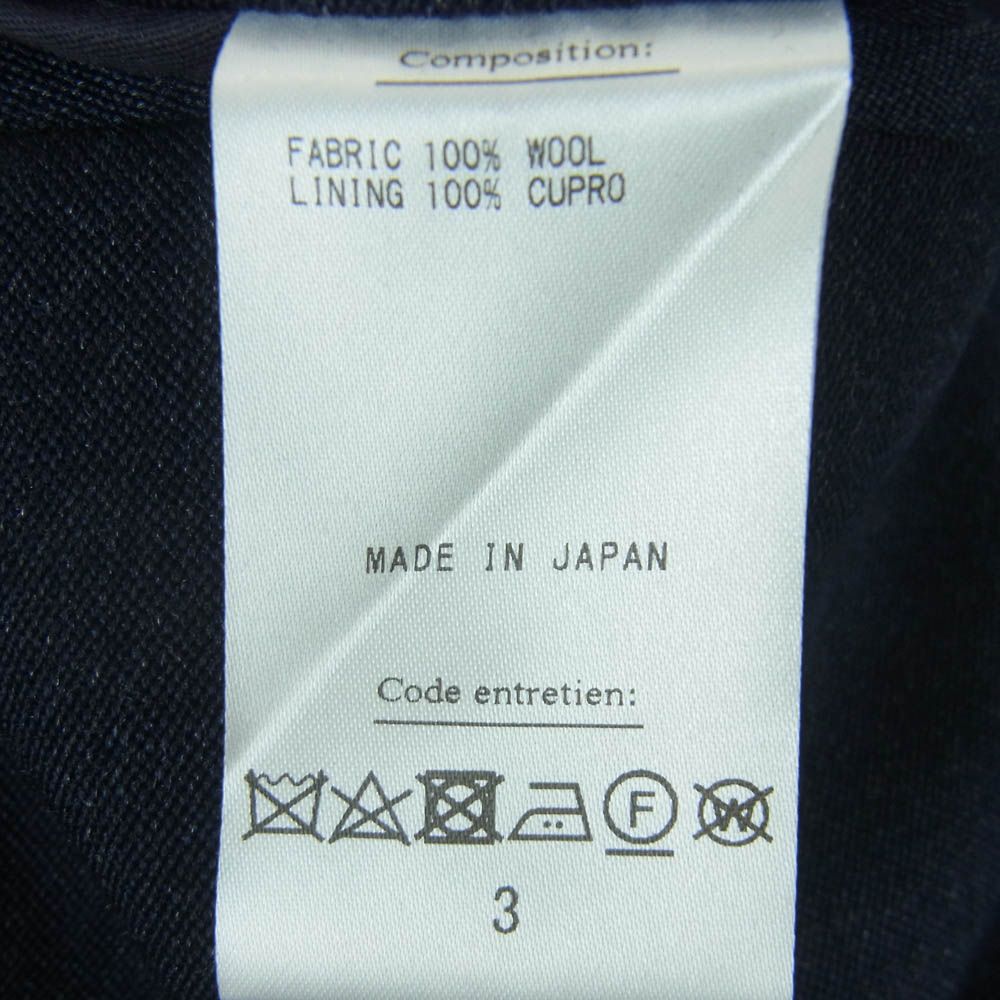 Composition:
FABRIC 100% WOOL
LINING 100% CUPRO
MADE IN JAPAN
Code entretien:
F W
3